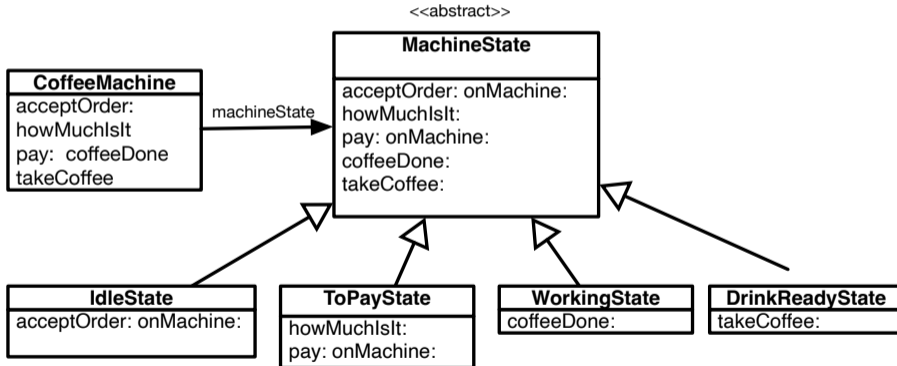 <<abstract>>
MachineState
acceptOrder: onMachine:
howMuchIsIt:
pay: onMachine:
coffeeDone:
takeCoffee:
CoffeeMachine
acceptOrder:
howMuchIsIt
pay: coffeeDone
takeCoffee
machineState
IdleState
acceptOrder: onMachine:
ToPayState
howMuchIsIt:
pay: onMachine:
WorkingState
coffeeDone:
DrinkReadyState
takeCoffee: